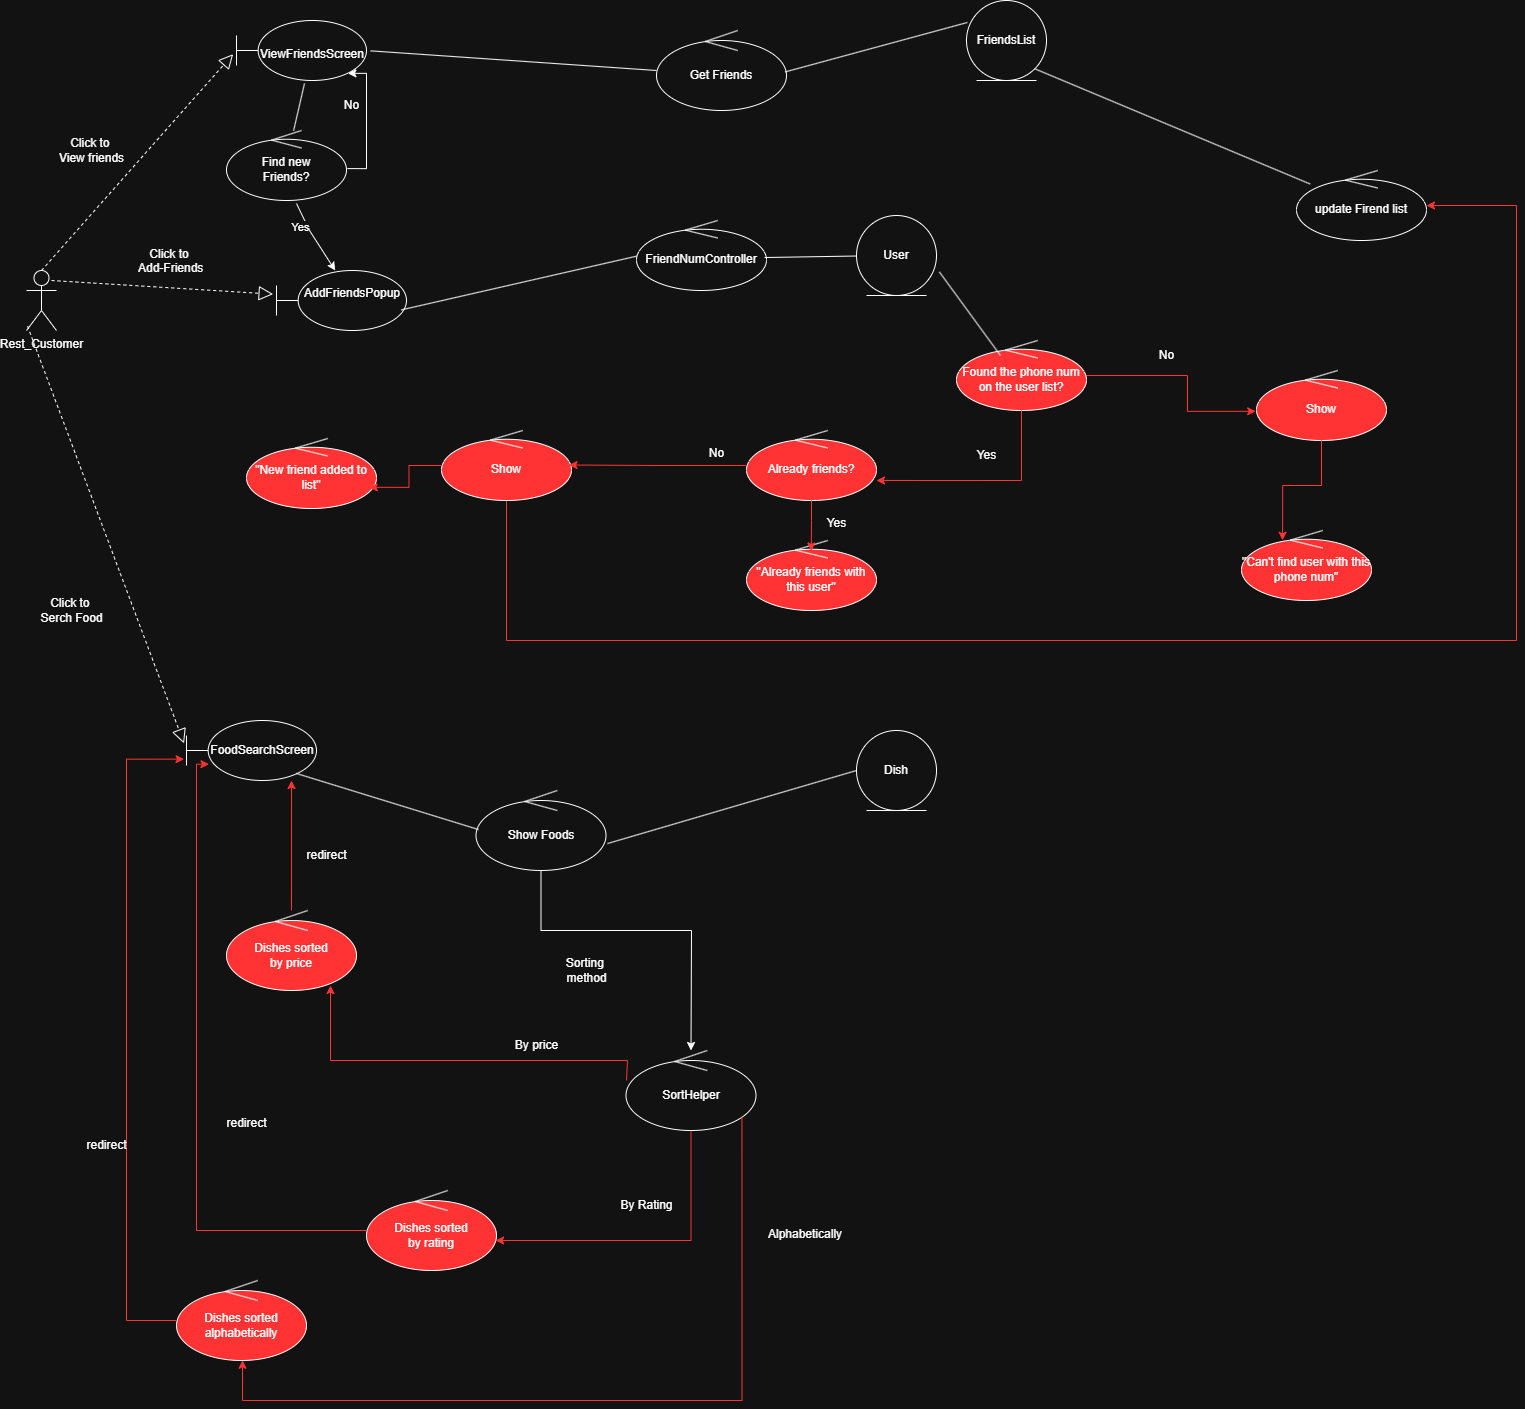 FriendsList
ViewFriendsScreen
Get Friends
No
Click to
View friends
Find new
Friends?
update Firend list
Yes
Click to
Add-Friends
FriendNumController
User
AddFriendsPopup
Rest_Customer
Found the phone num
on the user list?
No
Show
"New friend added to
list"
Show
No
Already friends?
Yes
Yes
"Already friends with
this user"
"Can't find user with this
phone num"
Click to
Serch Food
FoodSearchScreen
Dish
Show Foods
redirect
Dishes sorted
by price
Sorting
method
By price
SortHelper
redirect
redirect
By Rating
Dishes sorted
by rating
Alphabetically
Dishes sorted
alphabetically